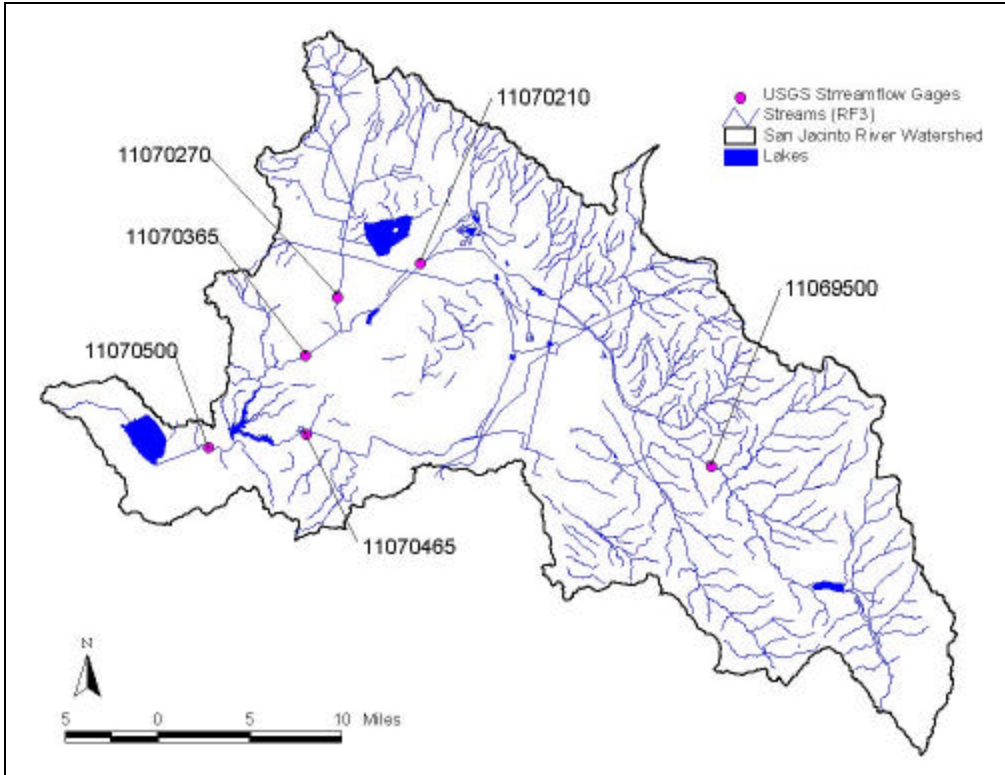 11070210
USGS Strreamflow Gages
Streams (RF3)
San Jacinto River Watershed
Lakes
11070270
11070365
11069500
11070500
11070465
N
5 0 5 10 Miles